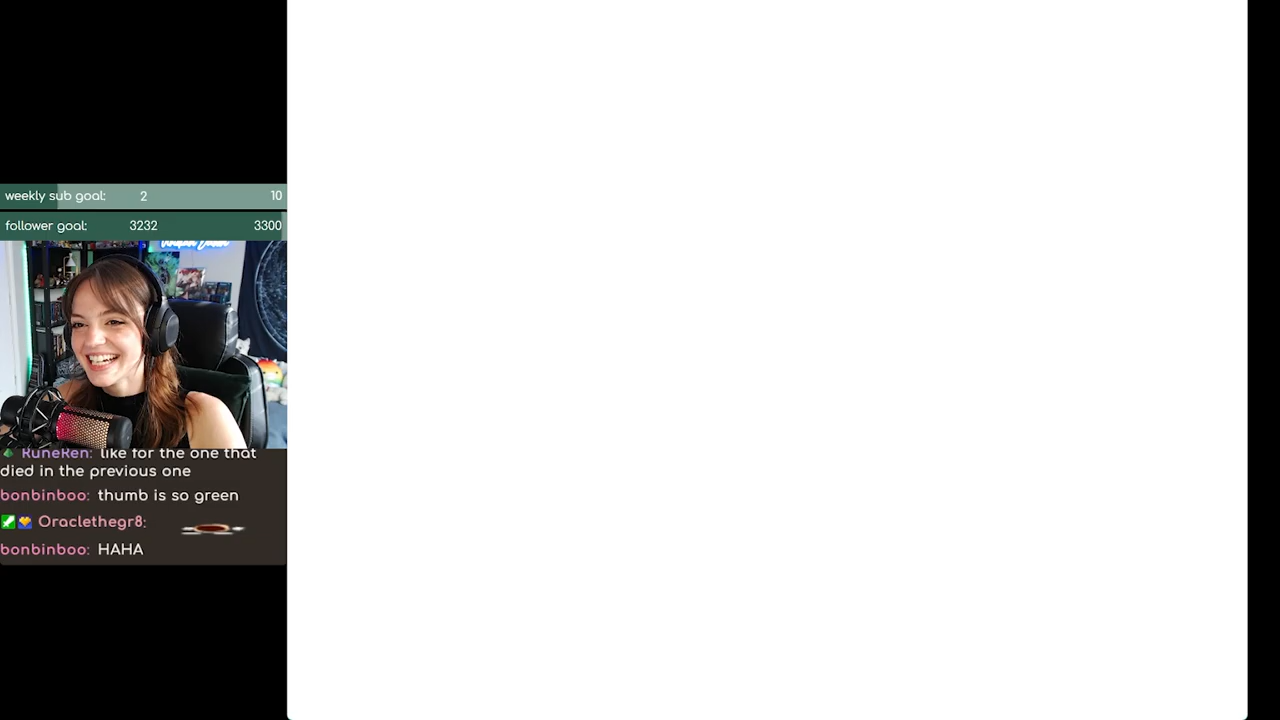 weekly sub goal: 2 10
follower goal: 3232 3300
RuneRen: like for the one that
died in the previous one
bonbinboo: thumb is so green
Oraclethegr8:
bonbinboo: HAHA